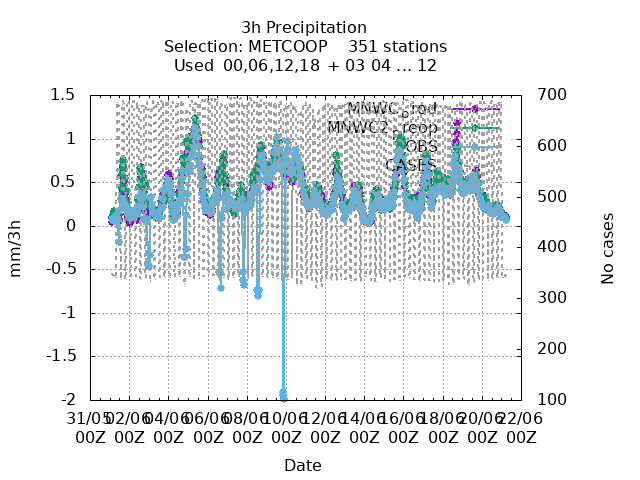 3h Precipitation
Selection: METCOOP    351 stations
Used  00,06,12,18 + 03 04 ... 12
MNWC_prod
MNWC2_preop
OBS
CASES
1.5
1
0.5
0
-0.5
-1
-1.5
-2
700
600
500
400
300
200
100
mm/3h
No cases
31/05 02/06 04/06 06/06 08/06 10/06 12/06 14/06 16/06 18/06 20/06 22/06
00Z 00Z 00Z 00Z 00Z 00Z 00Z 00Z 00Z 00Z 00Z 00Z
Date